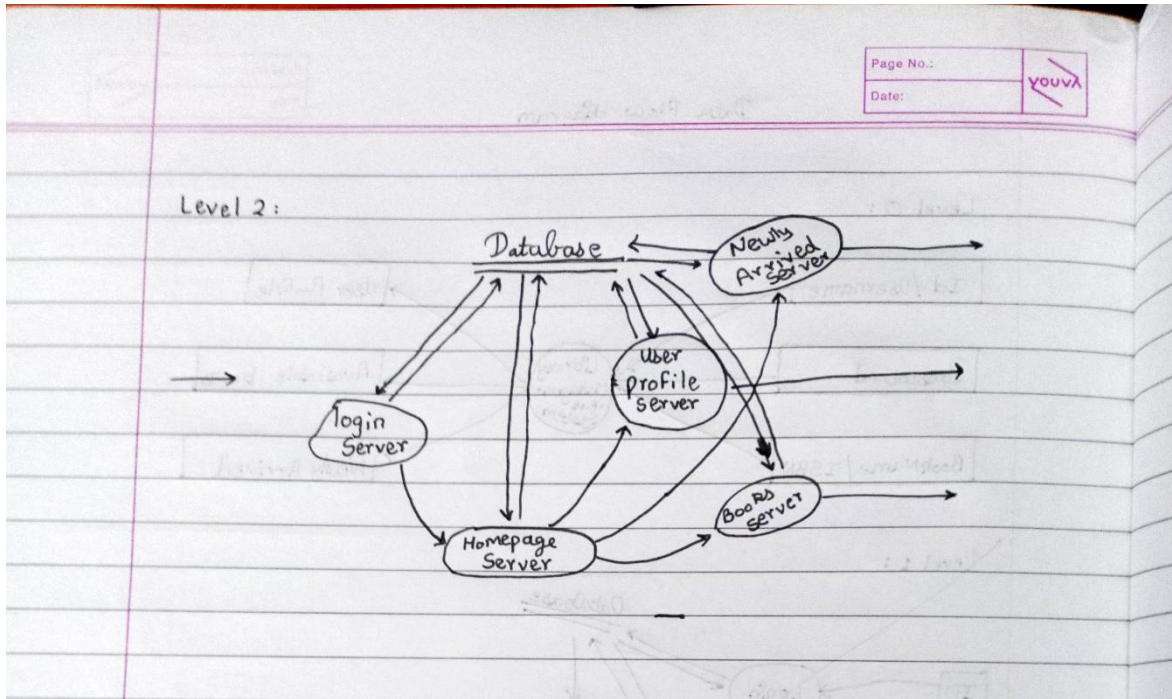 Page No.:
Date:
YOUVA
Level 2:
Database
Newly
Arrived
Server
User
profile
server
login
Server
Books
Server
Homepage
Server